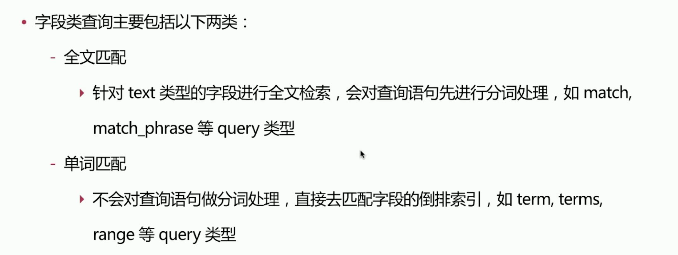 • 字段类查询主要包括以下两类：
- 全文匹配
‣ 针对 text 类型的字段进行全文检索，会对查询语句先进行分词处理，如 match,
match_phrase 等 query 类型
- 单词匹配
‣ 不会对查询语句做分词处理，直接去匹配字段的倒排索引，如 term, terms,
range 等 query 类型